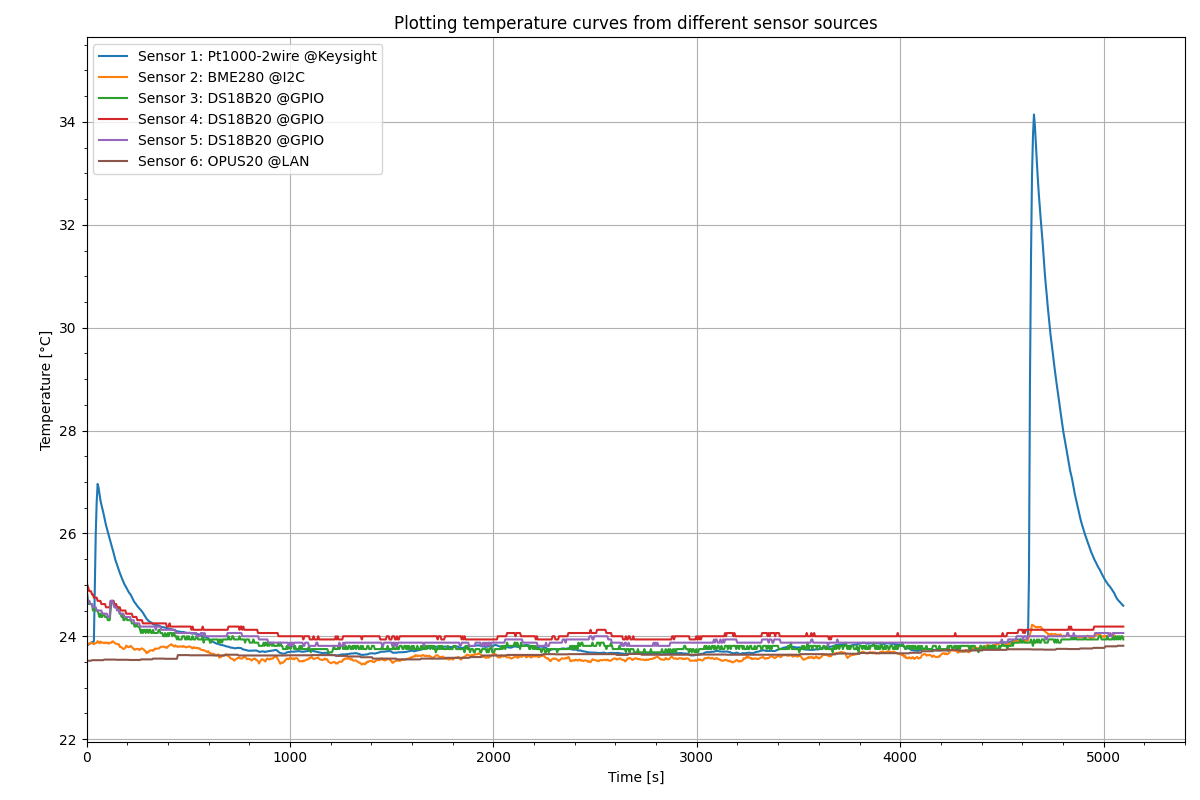 Plotting temperature curves from different sensor sources
Sensor 1: Pt1000-2wire @Keysight
Sensor 2: BME280 @I2C
Sensor 3: DS18B20 @GPIO
Sensor 4: DS18B20 @GPIO
Sensor 5: DS18B20 @GPIO
Sensor 6: OPUS20 @LAN
34
32
30
28
26
24
22
Temperature [°C]
0 1000 2000 3000 4000 5000
Time [s]